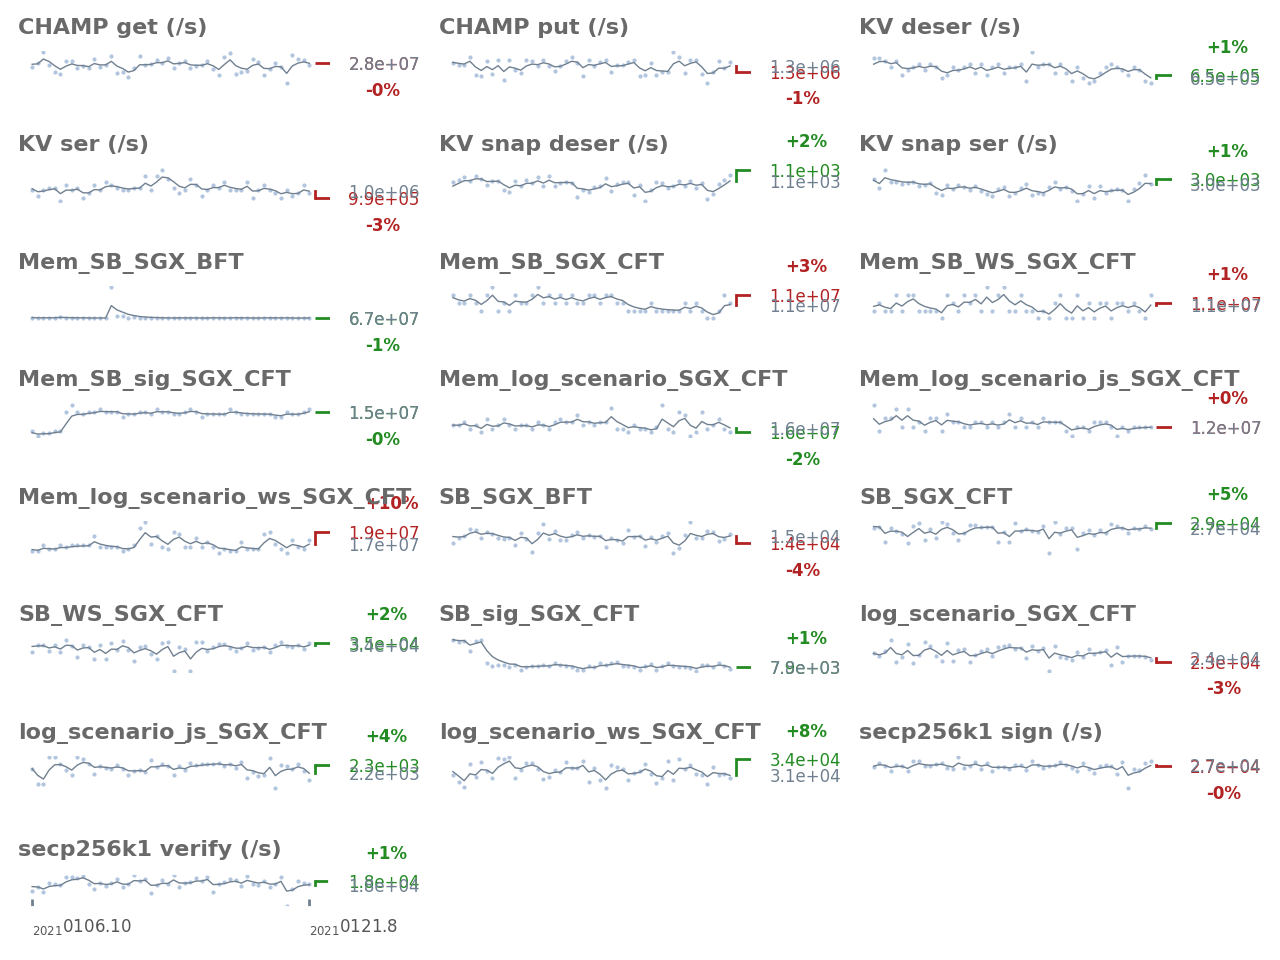 CHAMP get (/s)
2.8e+07
-0%
CHAMP put (/s)
1.3e+06
1.3e+06
-1%
KV deser (/s)
+1%
6.5e+05
6.5e+05
KV ser (/s)
1.0e+06
9.9e+05
-3%
KV snap deser (/s)
+2%
1.1e+03
1.1e+03
KV snap ser (/s)
+1%
3.0e+03
3.0e+03
Mem_SB_SGX_BFT
6.7e+07
-1%
Mem_SB_SGX_CFT
+3%
1.1e+07
1.1e+07
Mem_SB_WS_SGX_CFT
+1%
1.1e+07
1.1e+07
Mem_SB_sig_SGX_CFT
1.5e+07
-0%
Mem_log_scenario_SGX_CFT
1.6e+07
1.6e+07
-2%
Mem_log_scenario_js_SGX_CFT
+0%
1.2e+07
Mem_log_scenario_ws_SGX_CFT
+10%
1.9e+07
1.7e+07
SB_SGX_BFT
1.5e+04
1.4e+04
-4%
SB_SGX_CFT
+5%
2.9e+04
2.7e+04
SB_WS_SGX_CFT
+2%
3.5e+04
3.4e+04
SB_sig_SGX_CFT
+1%
7.9e+03
log_scenario_SGX_CFT
2.4e+04
2.3e+04
-3%
log_scenario_js_SGX_CFT
+4%
2.3e+03
2.2e+03
log_scenario_ws_SGX_CFT
+8%
3.4e+04
3.1e+04
secp256k1 sign (/s)
2.7e+04
2.7e+04
-0%
secp256k1 verify (/s)
+1%
1.8e+04
1.8e+04
20210106.10
20210121.8